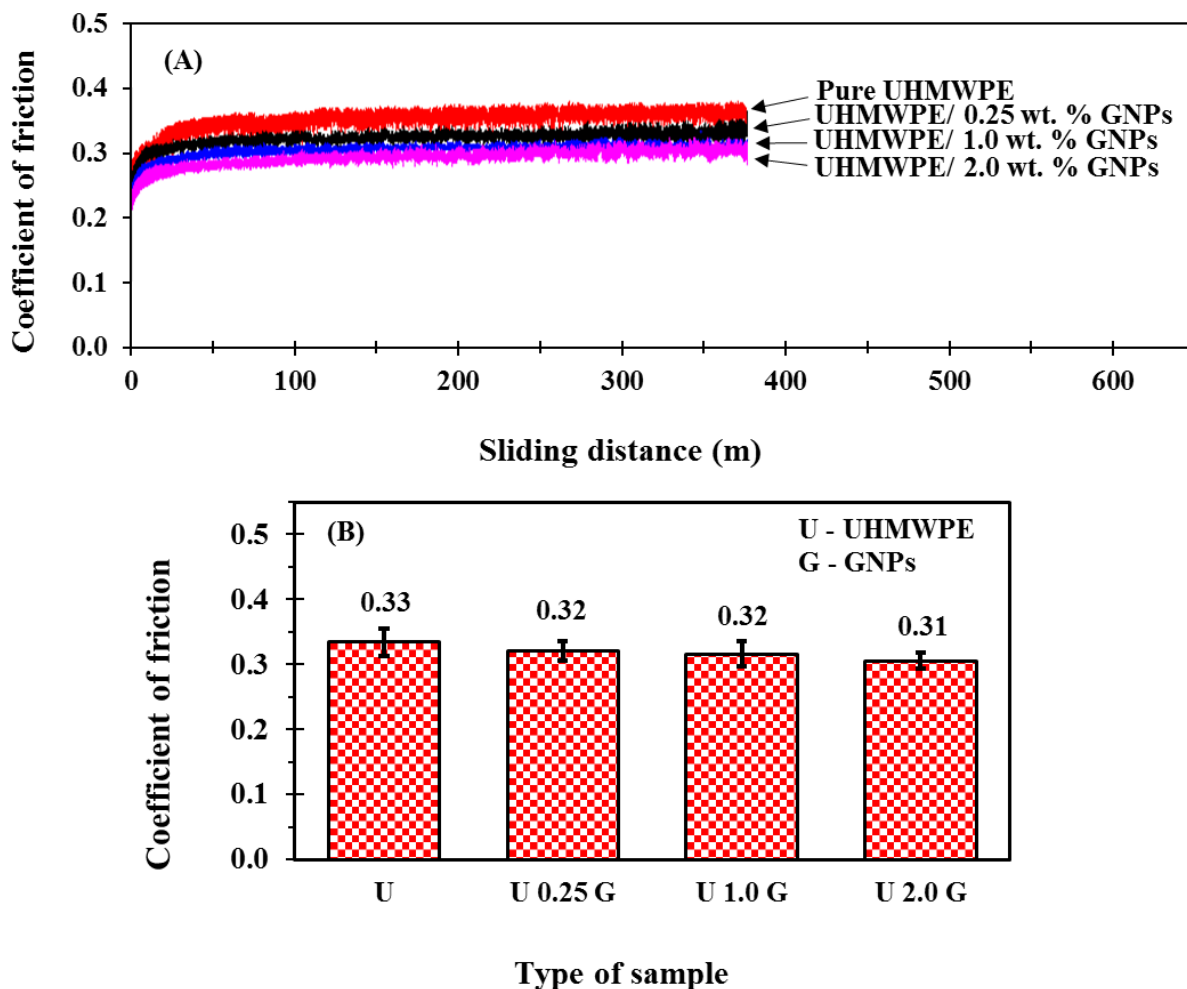 (A)
Coefficient of friction
0.5
0.4
0.3
0.2
0.1
0.0
Pure UHMWPE
UHMWPE/ 0.25 wt. % GNPs
UHMWPE/ 1.0 wt. % GNPs
UHMWPE/ 2.0 wt. % GNPs
0 100 200 300 400 500 600
Sliding distance (m)
(B)
U - UHMWPE
G - GNPs
Coefficient of friction
0.5
0.4
0.3
0.2
0.1
0.0
0.33 0.32 0.32 0.31
U U 0.25 G U 1.0 G U 2.0 G
Type of sample